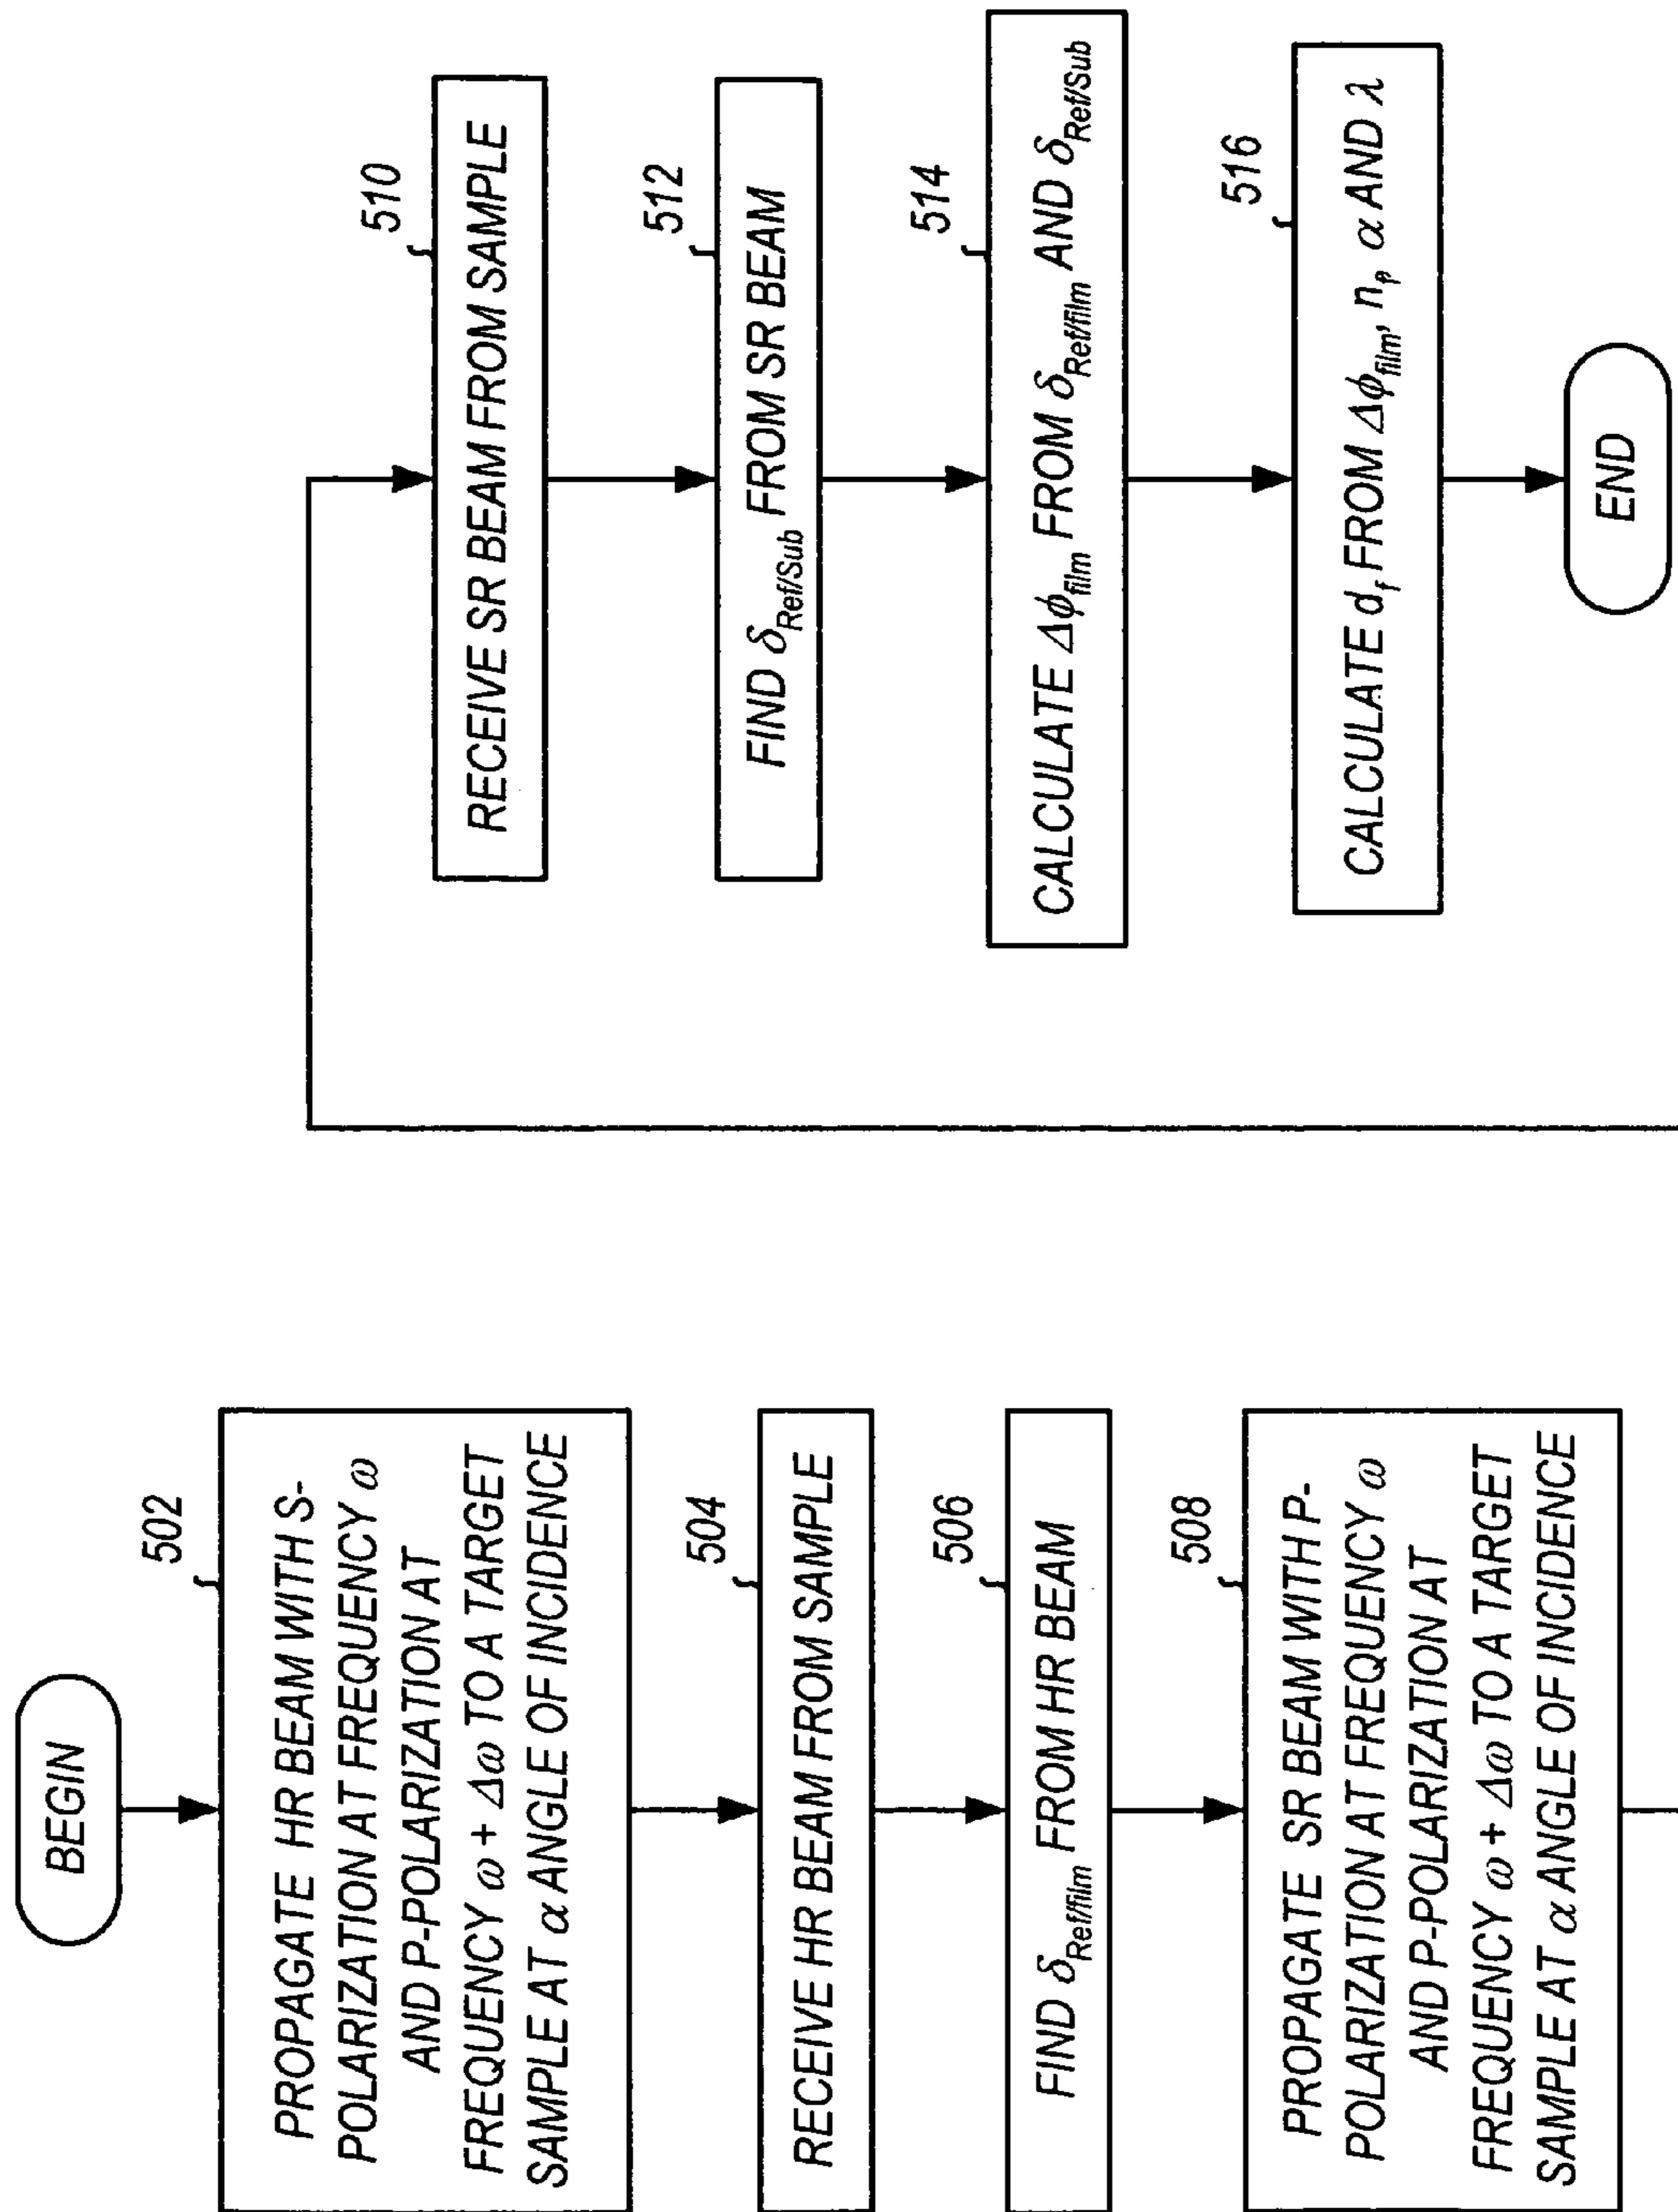 BEGIN
502
PROPAGATE HR BEAM WITH S-
POLARIZATION AT FREQUENCY ω
AND P-POLARIZATION AT
FREQUENCY ω + Δω TO A TARGET
SAMPLE AT α ANGLE OF INCIDENCE
504
RECEIVE HR BEAM FROM SAMPLE
506
FIND δRef/film FROM HR BEAM
508
PROPAGATE SR BEAM WITH P-
POLARIZATION AT FREQUENCY ω
AND P-POLARIZATION AT
FREQUENCY ω + Δω TO A TARGET
SAMPLE AT α ANGLE OF INCIDENCE
510
RECEIVE SR BEAM FROM SAMPLE
512
FIND δRef/Sub FROM SR BEAM
514
CALCULATE Δϕfilm FROM δRef/film AND δRef/Sub
516
CALCULATE df FROM Δϕfilm, nf, α AND λ
END